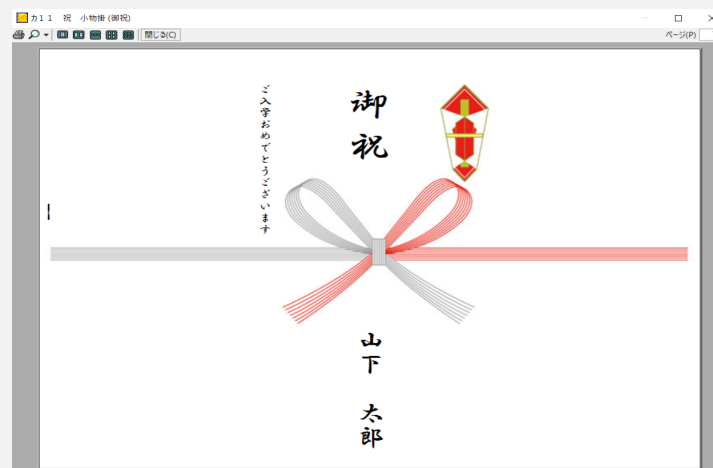 カ11 祝 小物掛 (御祝)
閉じる(C)
ページ(P)
御祝
ご入学おめでとうございます
山下 太郎